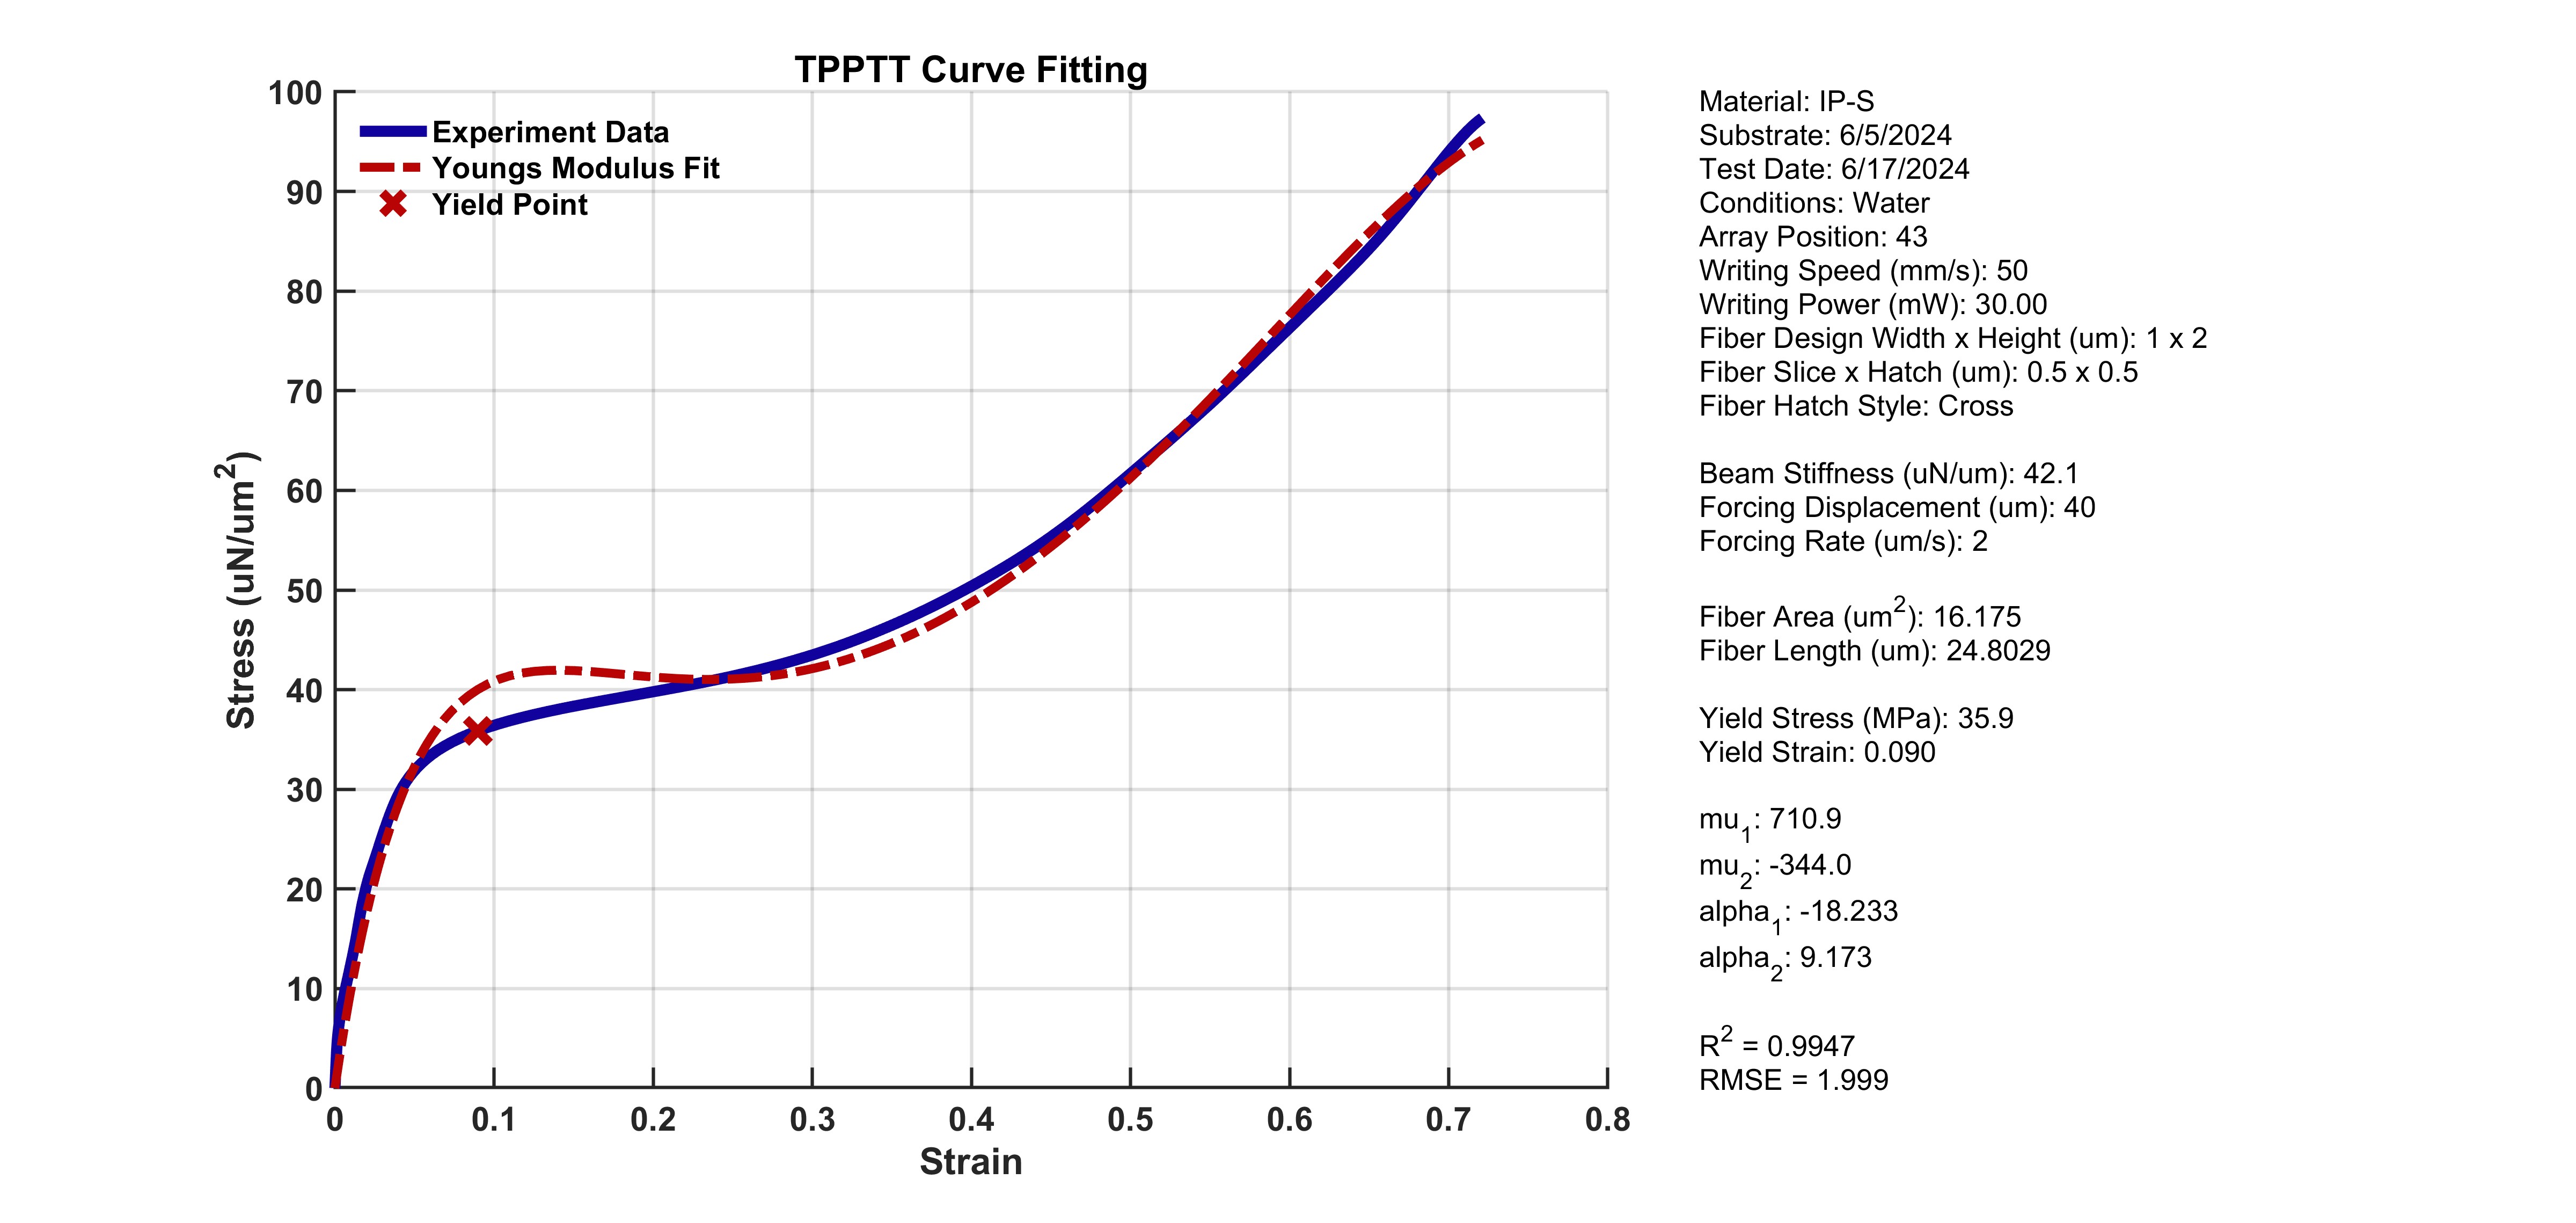 TPPTT Curve Fitting
Experiment Data
Youngs Modulus Fit
Yield Point
100
90
80
70
60
50
40
30
20
10
0
Stress (uN/um²)
0 0.1 0.2 0.3 0.4 0.5 0.6 0.7 0.8
Strain
Material: IP-S
Substrate: 6/5/2024
Test Date: 6/17/2024
Conditions: Water
Array Position: 43
Writing Speed (mm/s): 50
Writing Power (mW): 30.00
Fiber Design Width x Height (um): 1 x 2
Fiber Slice x Hatch (um): 0.5 x 0.5
Fiber Hatch Style: Cross
Beam Stiffness (uN/um): 42.1
Forcing Displacement (um): 40
Forcing Rate (um/s): 2
Fiber Area (um²): 16.175
Fiber Length (um): 24.8029
Yield Stress (MPa): 35.9
Yield Strain: 0.090
mu₁: 710.9
mu₂: -344.0
alpha₁: -18.233
alpha₂: 9.173
R² = 0.9947
RMSE = 1.999